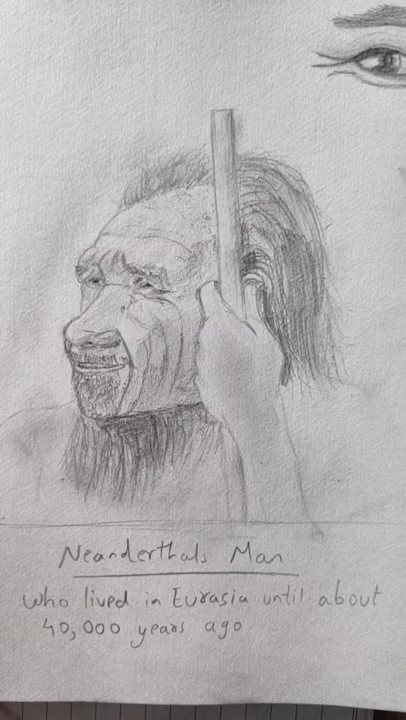 Neanderthals Man
who lived in Eurasia until about
40,000 years ago.